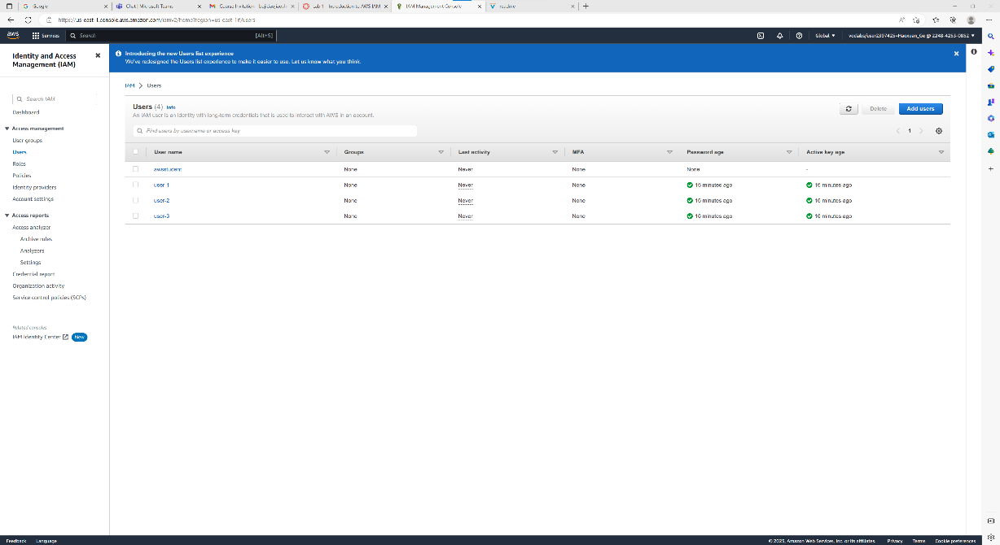 G Google
Chat | Microsoft Teams
Course Invitation - bujidaojiaosh
Lab 1 - Introduction to AWS IAM
IAM Management Console
readme
https://us-east-1.console.aws.amazon.com/iamv2/home?region=us-east-1#/users
aws
Services
Search
[Alt+S]
Global
voclabs/user2397425=Haoxuan_Ge @ 2248-4253-0852
Identity and Access
Management (IAM)
Search IAM
Dashboard
Access management
User groups
Users
Roles
Policies
Identity providers
Account settings
Access reports
Access analyzer
Archive rules
Analyzers
Settings
Credential report
Organization activity
Service control policies (SCPs)
Related consoles
IAM Identity Center New
Introducing the new Users list experience
We've redesigned the Users list experience to make it easier to use. Let us know what you think.
IAM > Users
Users (4) Info
An IAM user is an identity with long-term credentials that is used to interact with AWS in an account.
Delete
Add users
Find users by username or access key
1
User name Groups Last activity MFA Password age Active key age
awsstudent None Never None None -
user-1 None Never None 16 minutes ago 16 minutes ago
user-2 None Never None 16 minutes ago 16 minutes ago
user-3 None Never None 16 minutes ago 16 minutes ago
Feedback Language
© 2023, Amazon Web Services, Inc. or its affiliates. Privacy Terms Cookie preferences